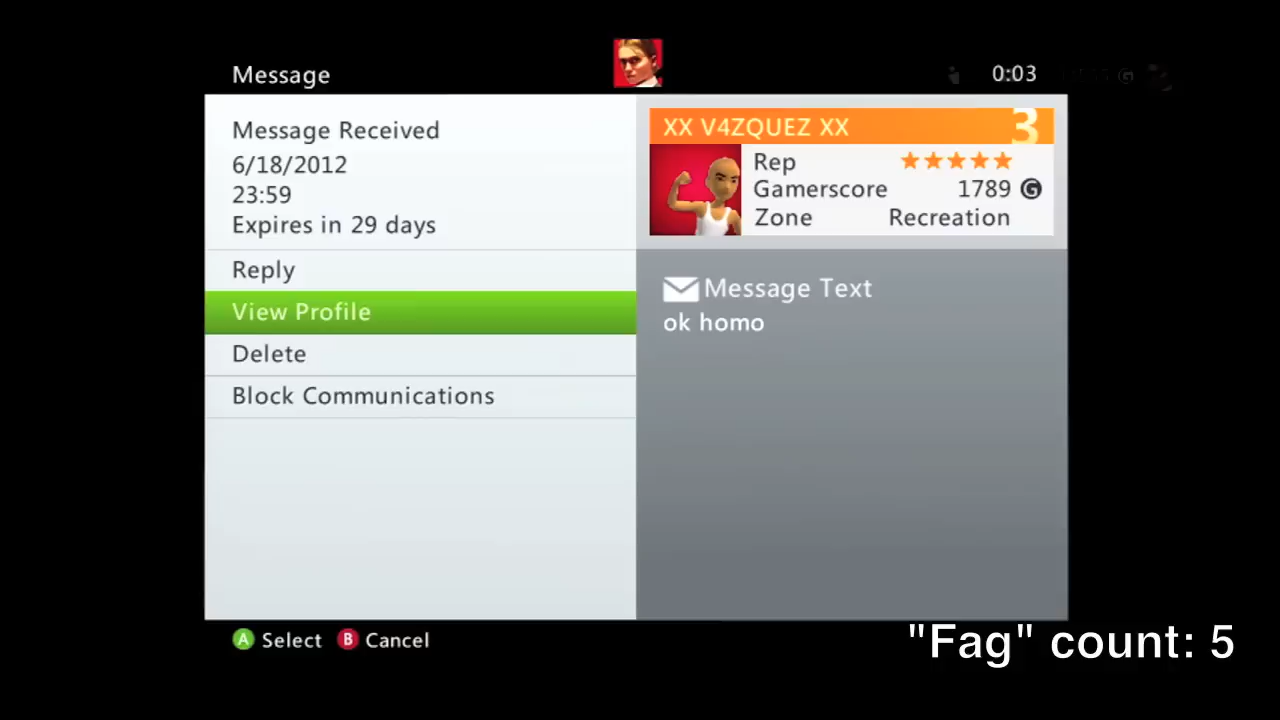 Message
0:03
Message Received
6/18/2012
23:59
Expires in 29 days
Reply
View Profile
Delete
Block Communications
XX V4ZQUEZ XX
3
Rep
Gamerscore 1789 G
Zone Recreation
Message Text
ok homo
A Select B Cancel
"Fag" count: 5